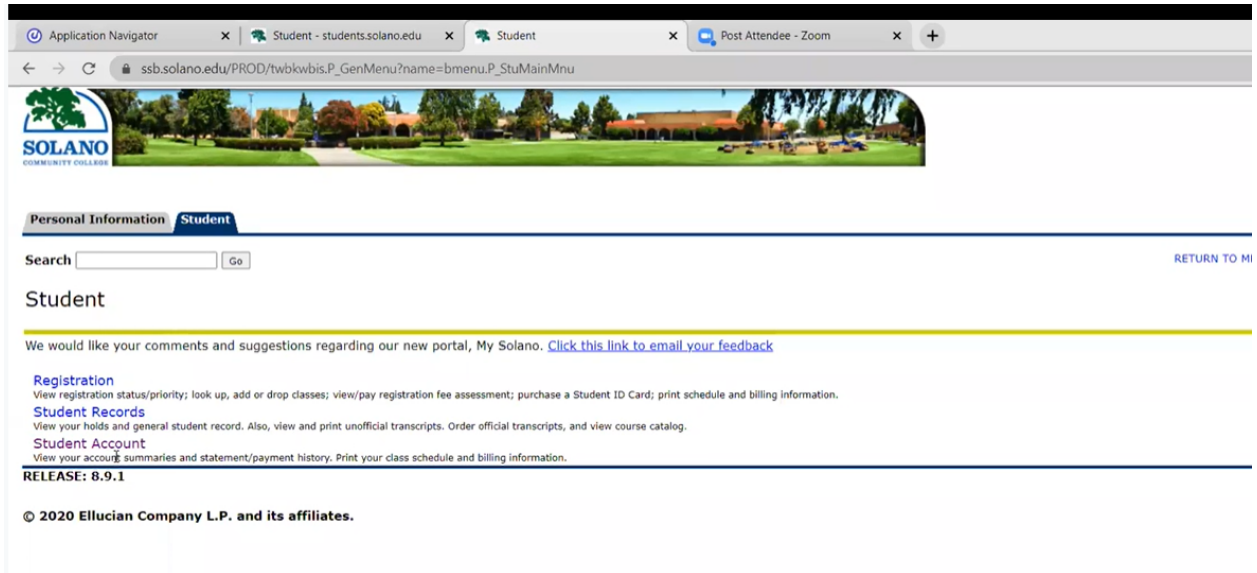 Application Navigator
Student - students.solano.edu
Student
Post Attendee - Zoom
ssb.solano.edu/PROD/twbkwbis.P_GenMenu?name=bmenu.P_StuMainMnu
SOLANO
COMMUNITY COLLEGE
Personal Information
Student
Search
Go
RETURN TO M
Student
We would like your comments and suggestions regarding our new portal, My Solano. Click this link to email your feedback
Registration
View registration status/priority; look up, add or drop classes; view/pay registration fee assessment; purchase a Student ID Card; print schedule and billing information.
Student Records
View your holds and general student record. Also, view and print unofficial transcripts. Order official transcripts, and view course catalog.
Student Account
View your account summaries and statement/payment history. Print your class schedule and billing information.
RELEASE: 8.9.1
© 2020 Ellucian Company L.P. and its affiliates.